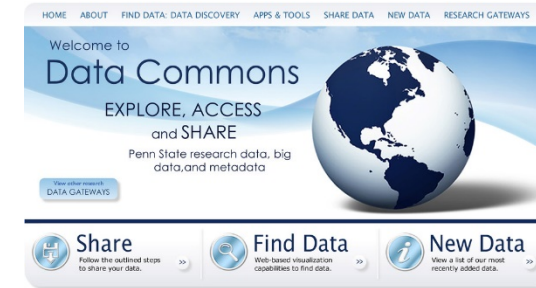 HOME ABOUT FIND DATA: DATA DISCOVERY APPS & TOOLS SHARE DATA NEW DATA RESEARCH GATEWAYS
Welcome to
Data Commons
EXPLORE, ACCESS
and SHARE
Penn State research data, big
data,and metadata
View other research
DATA GATEWAYS
Share
Follow the outlined steps
to share your data.
>>
Find Data
Web-based visualization
capabilities to find data.
>>
New Data
View a list of our most
recently added data.
>>